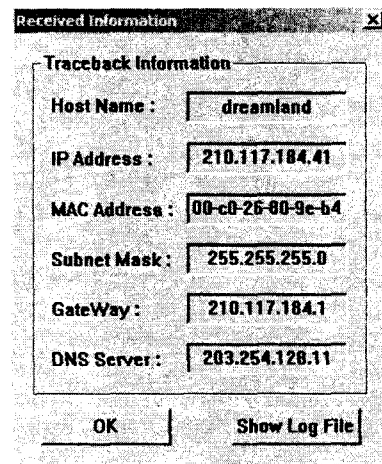 Received Information
Traceback Information
Host Name : dreamland
IP Address : 210.117.184.41
MAC Address : 00-c0-26-80-9e-b4
Subnet Mask : 255.255.255.0
GateWay : 210.117.184.1
DNS Server : 203.254.128.11
OK Show Log File